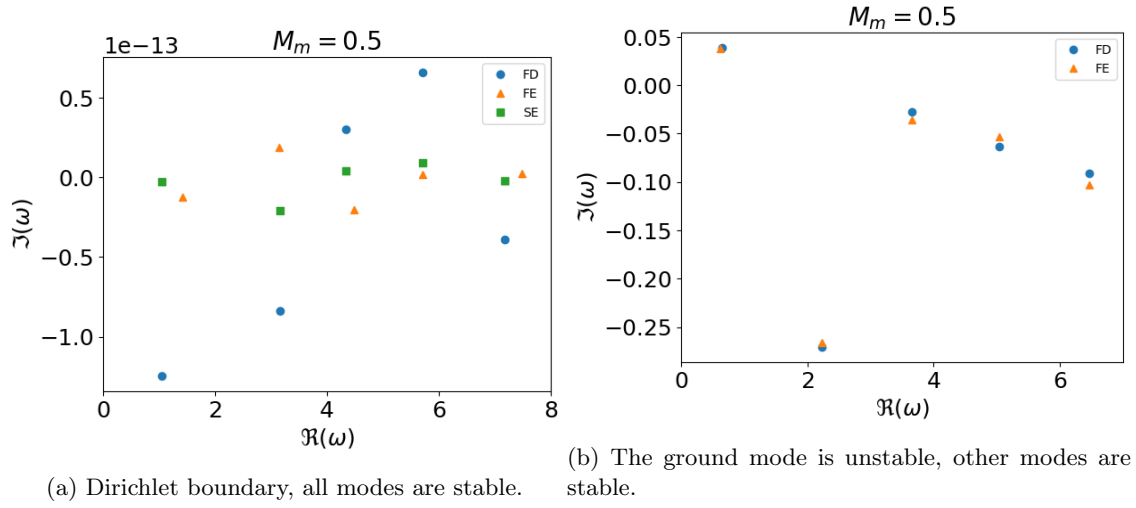 1e−13
M_m = 0.5
FD
FE
SE
0.5
0.0
−0.5
−1.0
ℑ(ω)
0
2
4
6
8
ℜ(ω)
(a) Dirichlet boundary, all modes are stable.
M_m = 0.5
FD
FE
0.05
0.00
−0.05
−0.10
−0.15
−0.20
−0.25
ℑ(ω)
0
2
4
6
ℜ(ω)
(b) The ground mode is unstable, other modes are
stable.